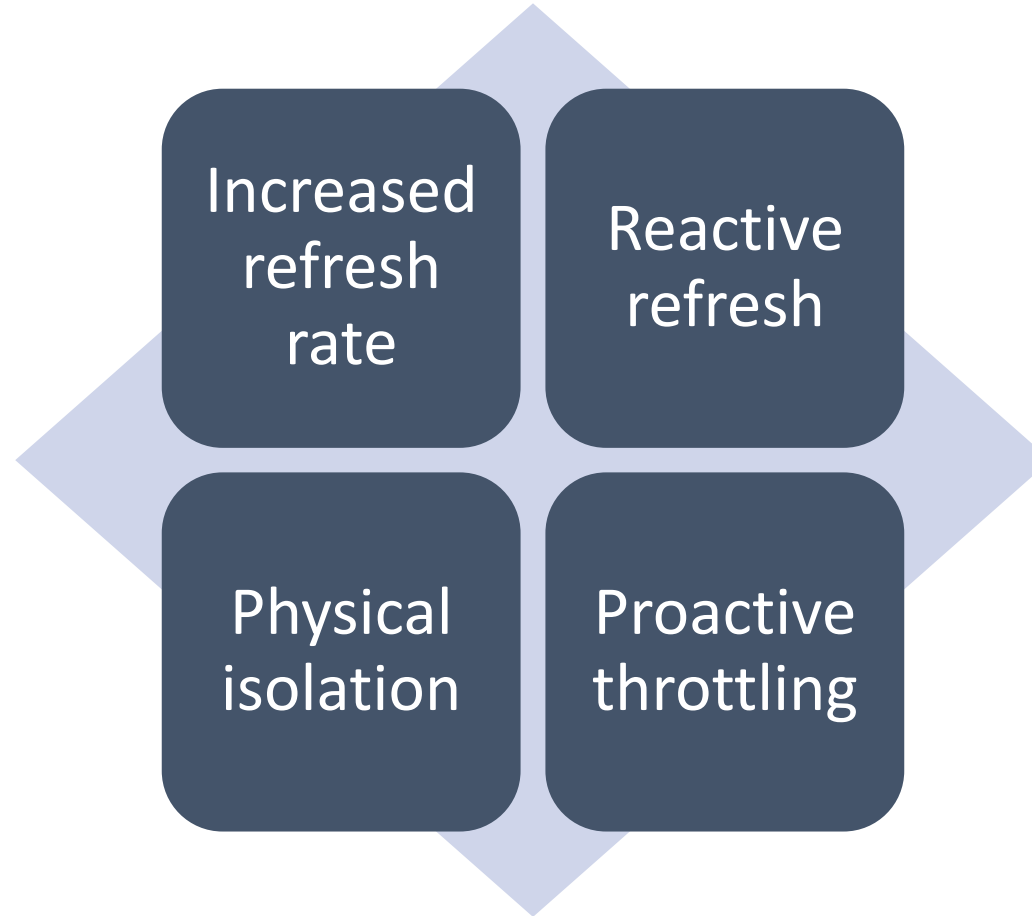 Increased
refresh
rate
Reactive
refresh
Physical
isolation
Proactive
throttling